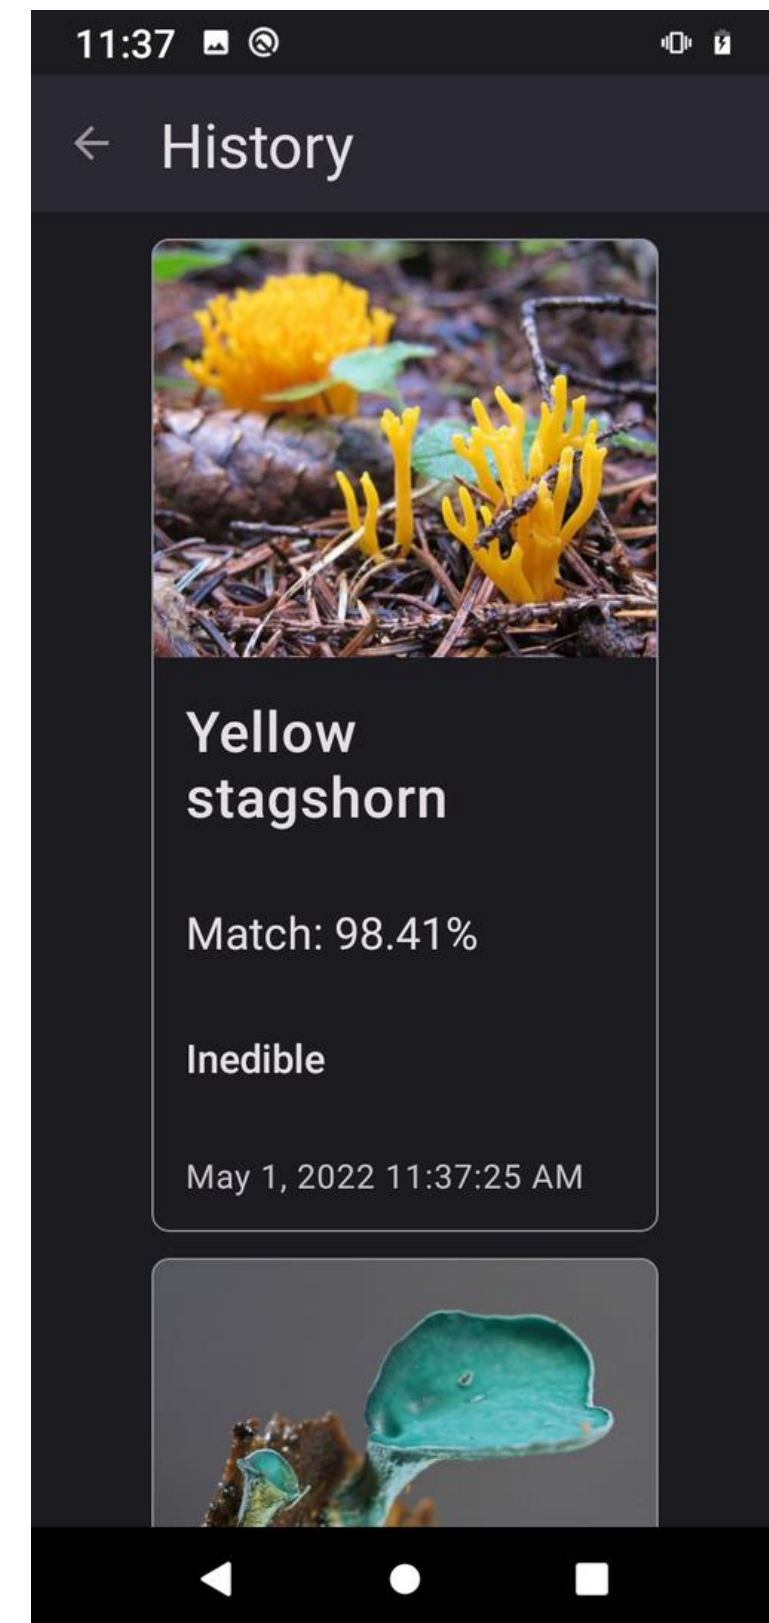 11:37
History
Yellow
stagshorn
Match: 98.41%
Inedible
May 1, 2022 11:37:25 AM